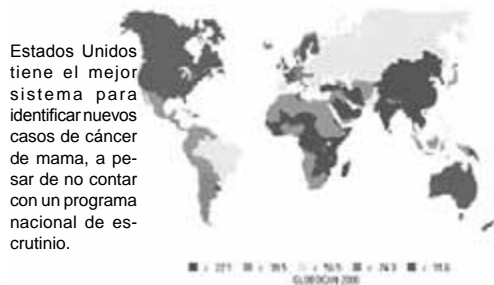 Estados Unidos
tiene el mejor
sistema para
identificar nuevos
casos de cáncer
de mama, a pe-
sar de no contar
con un programa
nacional de es-
crutinio.
GLOBOCAN 2000